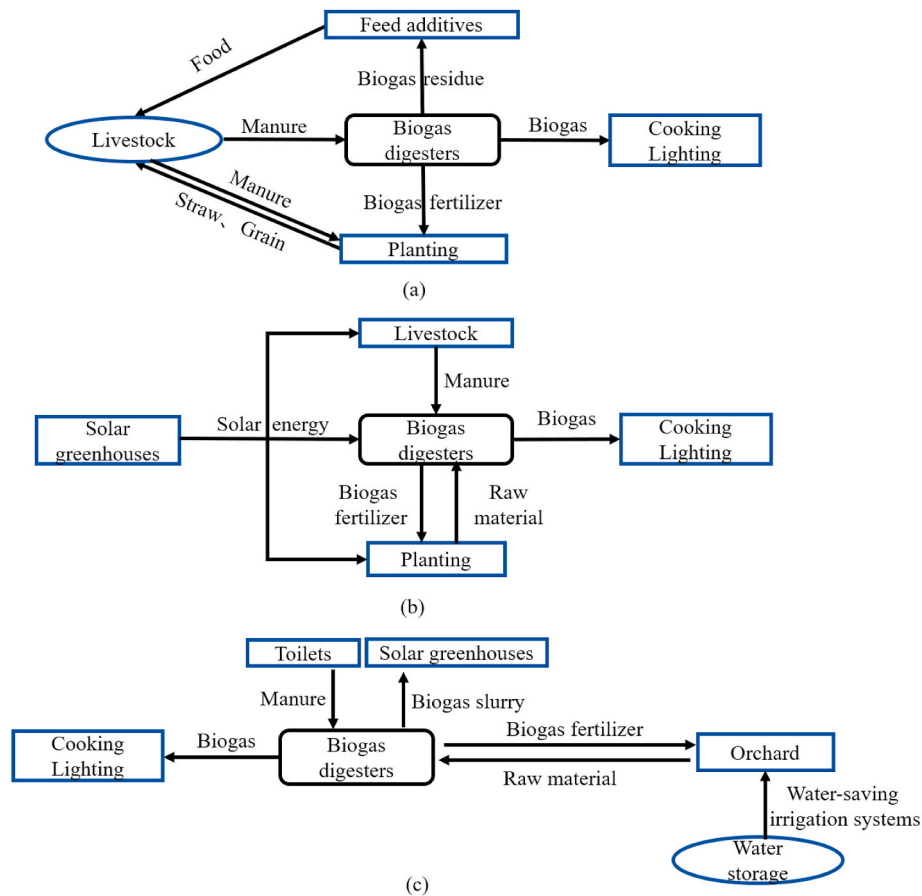 Feed additives
Food
Biogas residue
Livestock
Manure
Biogas
digesters
Biogas
Cooking
Lighting
Manure
Straw、Grain
Biogas fertilizer
Planting
(a)
Livestock
Manure
Solar
greenhouses
Solar energy
Biogas
digesters
Biogas
Cooking
Lighting
Biogas
fertilizer
Raw
material
Planting
(b)
Toilets
Solar greenhouses
Manure
Biogas slurry
Cooking
Lighting
Biogas
Biogas
digesters
Biogas fertilizer
Raw material
Orchard
Water-saving
irrigation systems
Water
storage
(c)